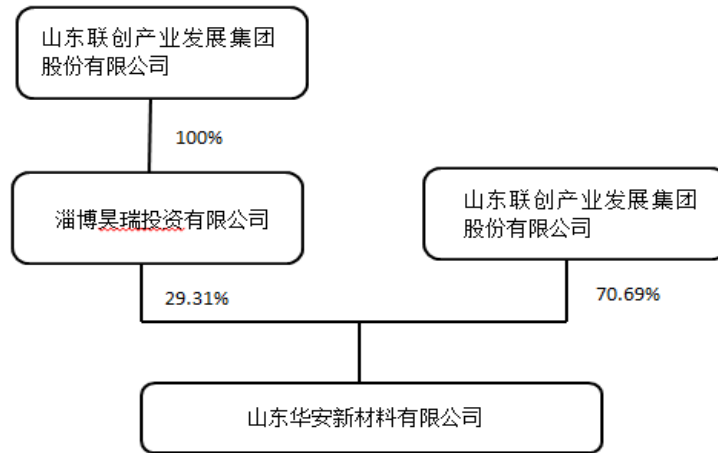 山东联创产业发展集团
股份有限公司
100%
淄博昊瑞投资有限公司
山东联创产业发展集团
股份有限公司
29.31%
70.69%
山东华安新材料有限公司